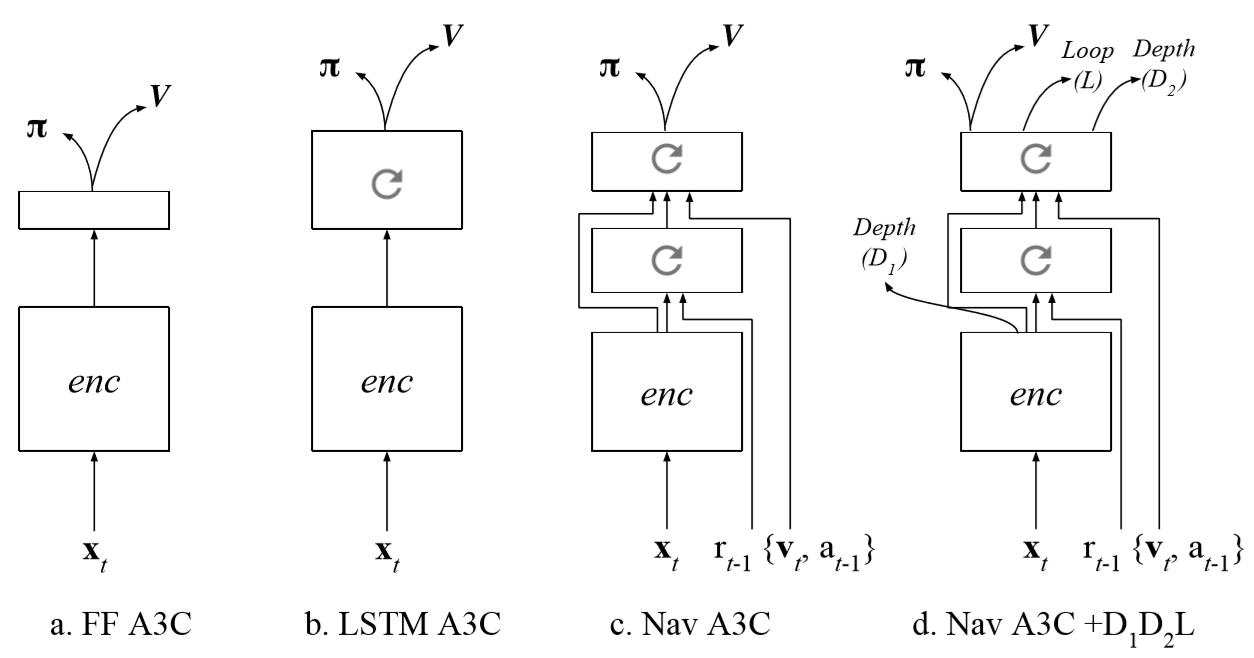 π V
enc
x_t
a. FF A3C
π V
enc
x_t
b. LSTM A3C
π V
enc
x_t r_{t-1} {v_t, a_{t-1}}
c. Nav A3C
π V Loop (L) Depth (D_2)
Depth (D_1)
enc
x_t r_{t-1} {v_t, a_{t-1}}
d. Nav A3C +D_1D_2L